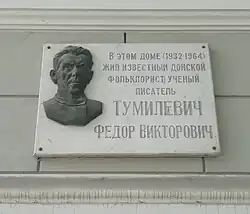 В ЭТОМ ДОМЕ (1932-1964)
ЖИЛ ИЗВЕСТНЫЙ ДОНСКОЙ
ФОЛЬКЛОРИСТ, УЧЕНЫЙ
ПИСАТЕЛЬ
ТУМИЛЕВИЧ
ФЕДОР ВИКТОРОВИЧ